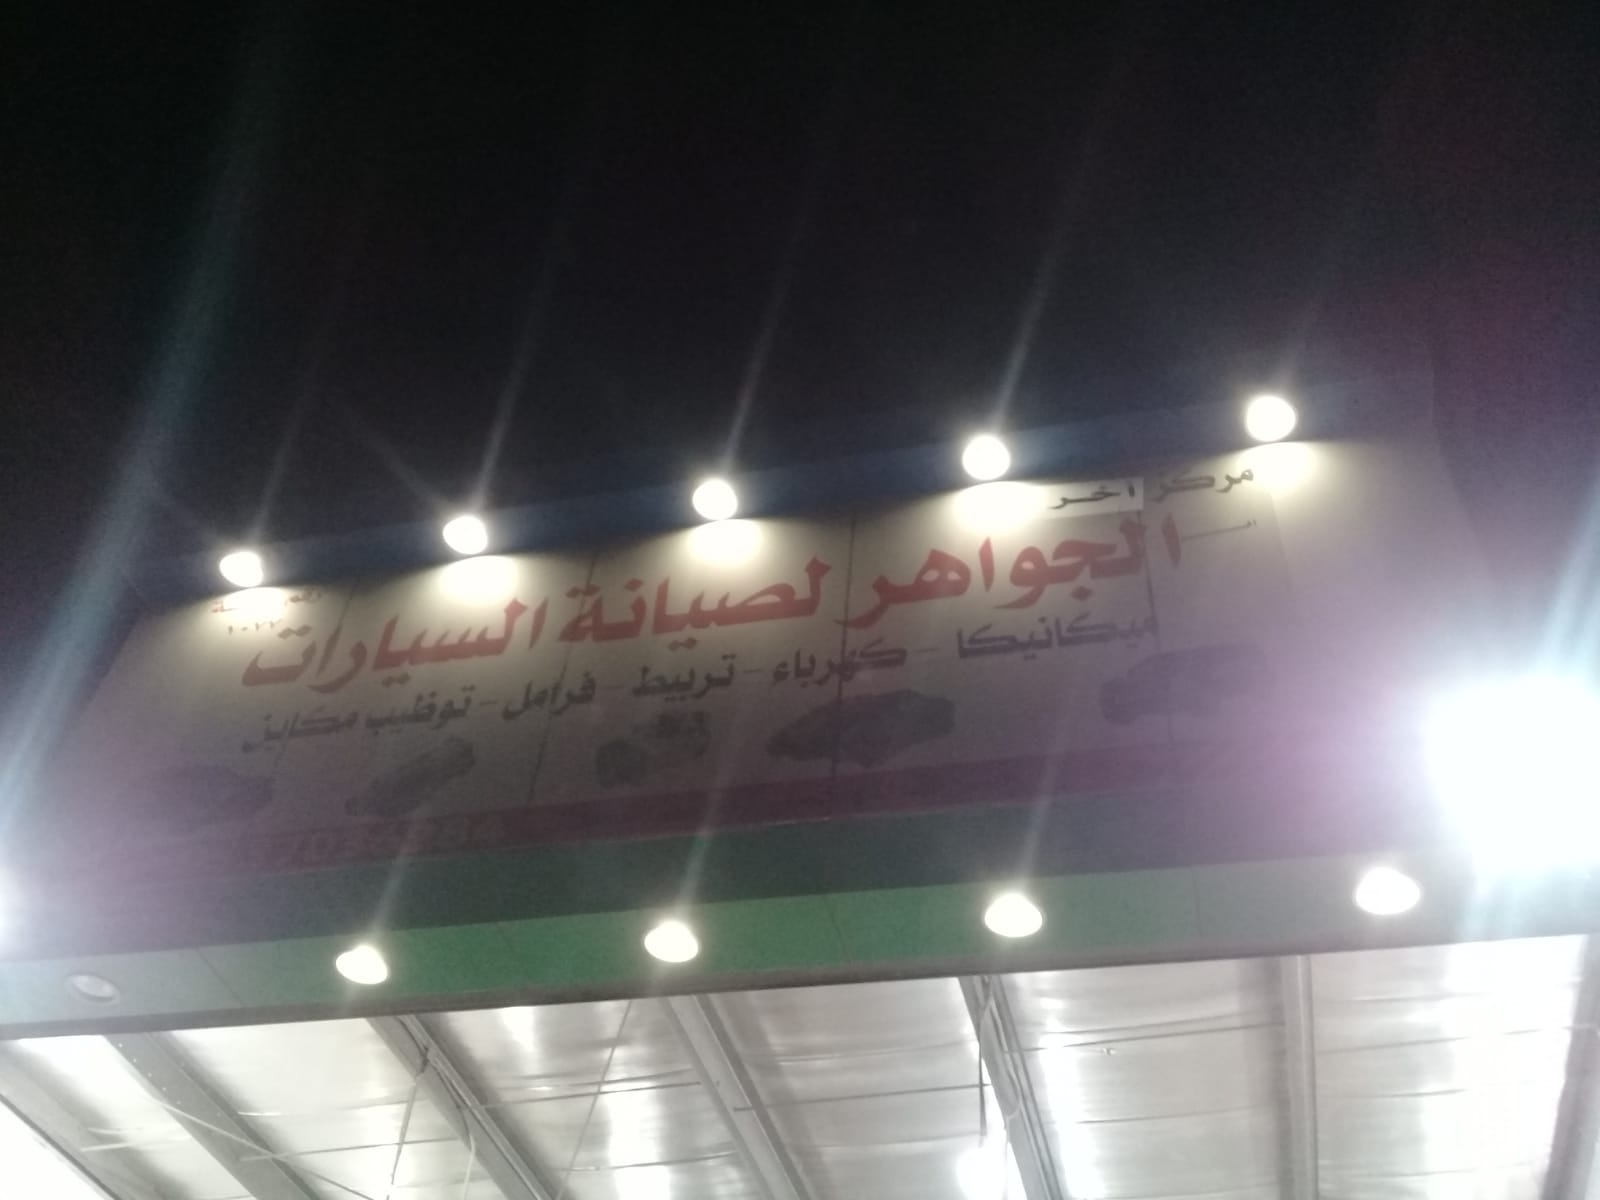 مركز آخر
الجواهر لصيانة السيارات
ميكانيكا - كهرباء - تربيط - فرامل - توظيب مكاين